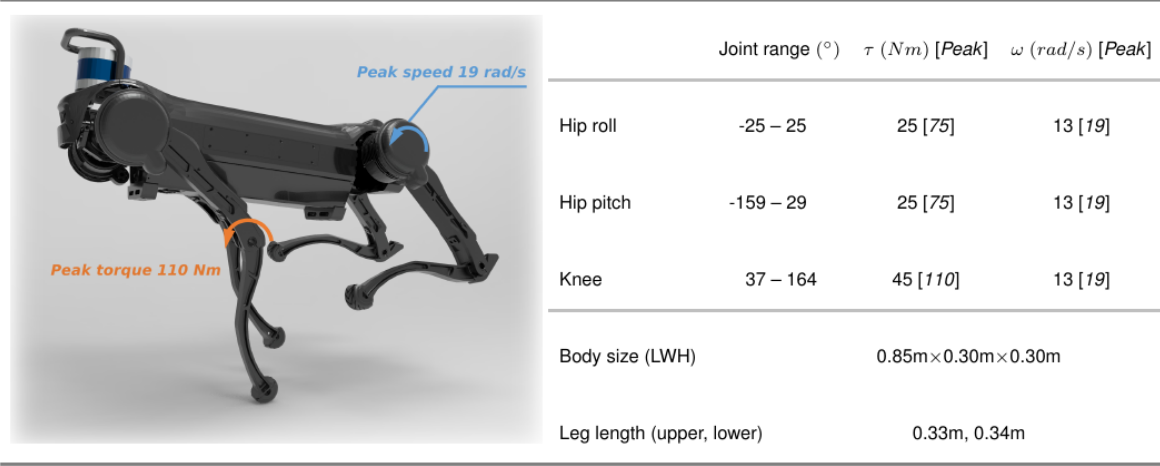 Peak speed 19 rad/s
Peak torque 110 Nm
Joint range (°) τ (Nm) [Peak] ω (rad/s) [Peak]
Hip roll -25 – 25 25 [75] 13 [19]
Hip pitch -159 – 29 25 [75] 13 [19]
Knee 37 – 164 45 [110] 13 [19]
Body size (LWH) 0.85m×0.30m×0.30m
Leg length (upper, lower) 0.33m, 0.34m